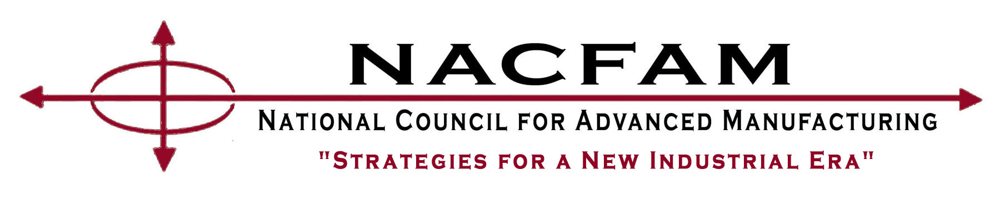 NACFAM
National Council for Advanced Manufacturing
"Strategies for a New Industrial Era"